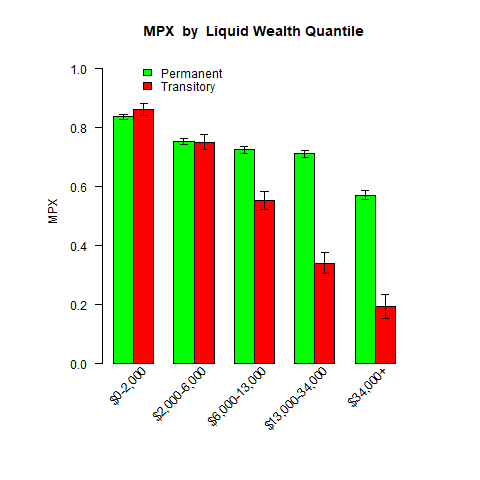 MPX by Liquid Wealth Quantile
Permanent
Transitory
MPX
1.0
0.8
0.6
0.4
0.2
0.0
$0-2,000
$2,000-6,000
$6,000-13,000
$13,000-34,000
$34,000+